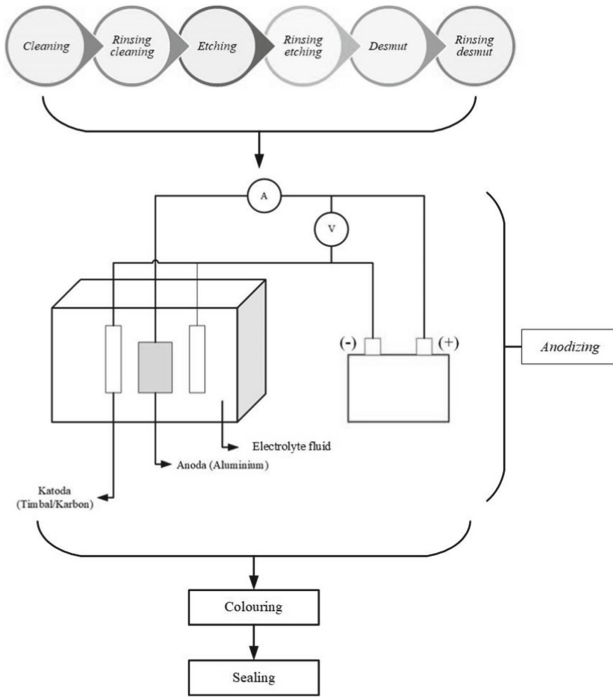 Cleaning
Rinsing
cleaning
Etching
Rinsing
etching
Desmut
Rinsing
desmut
A
V
(-)
(+)
Anodizing
Electrolyte fluid
Anoda (Aluminium)
Katoda
(Timbal/Karbon)
Colouring
Sealing